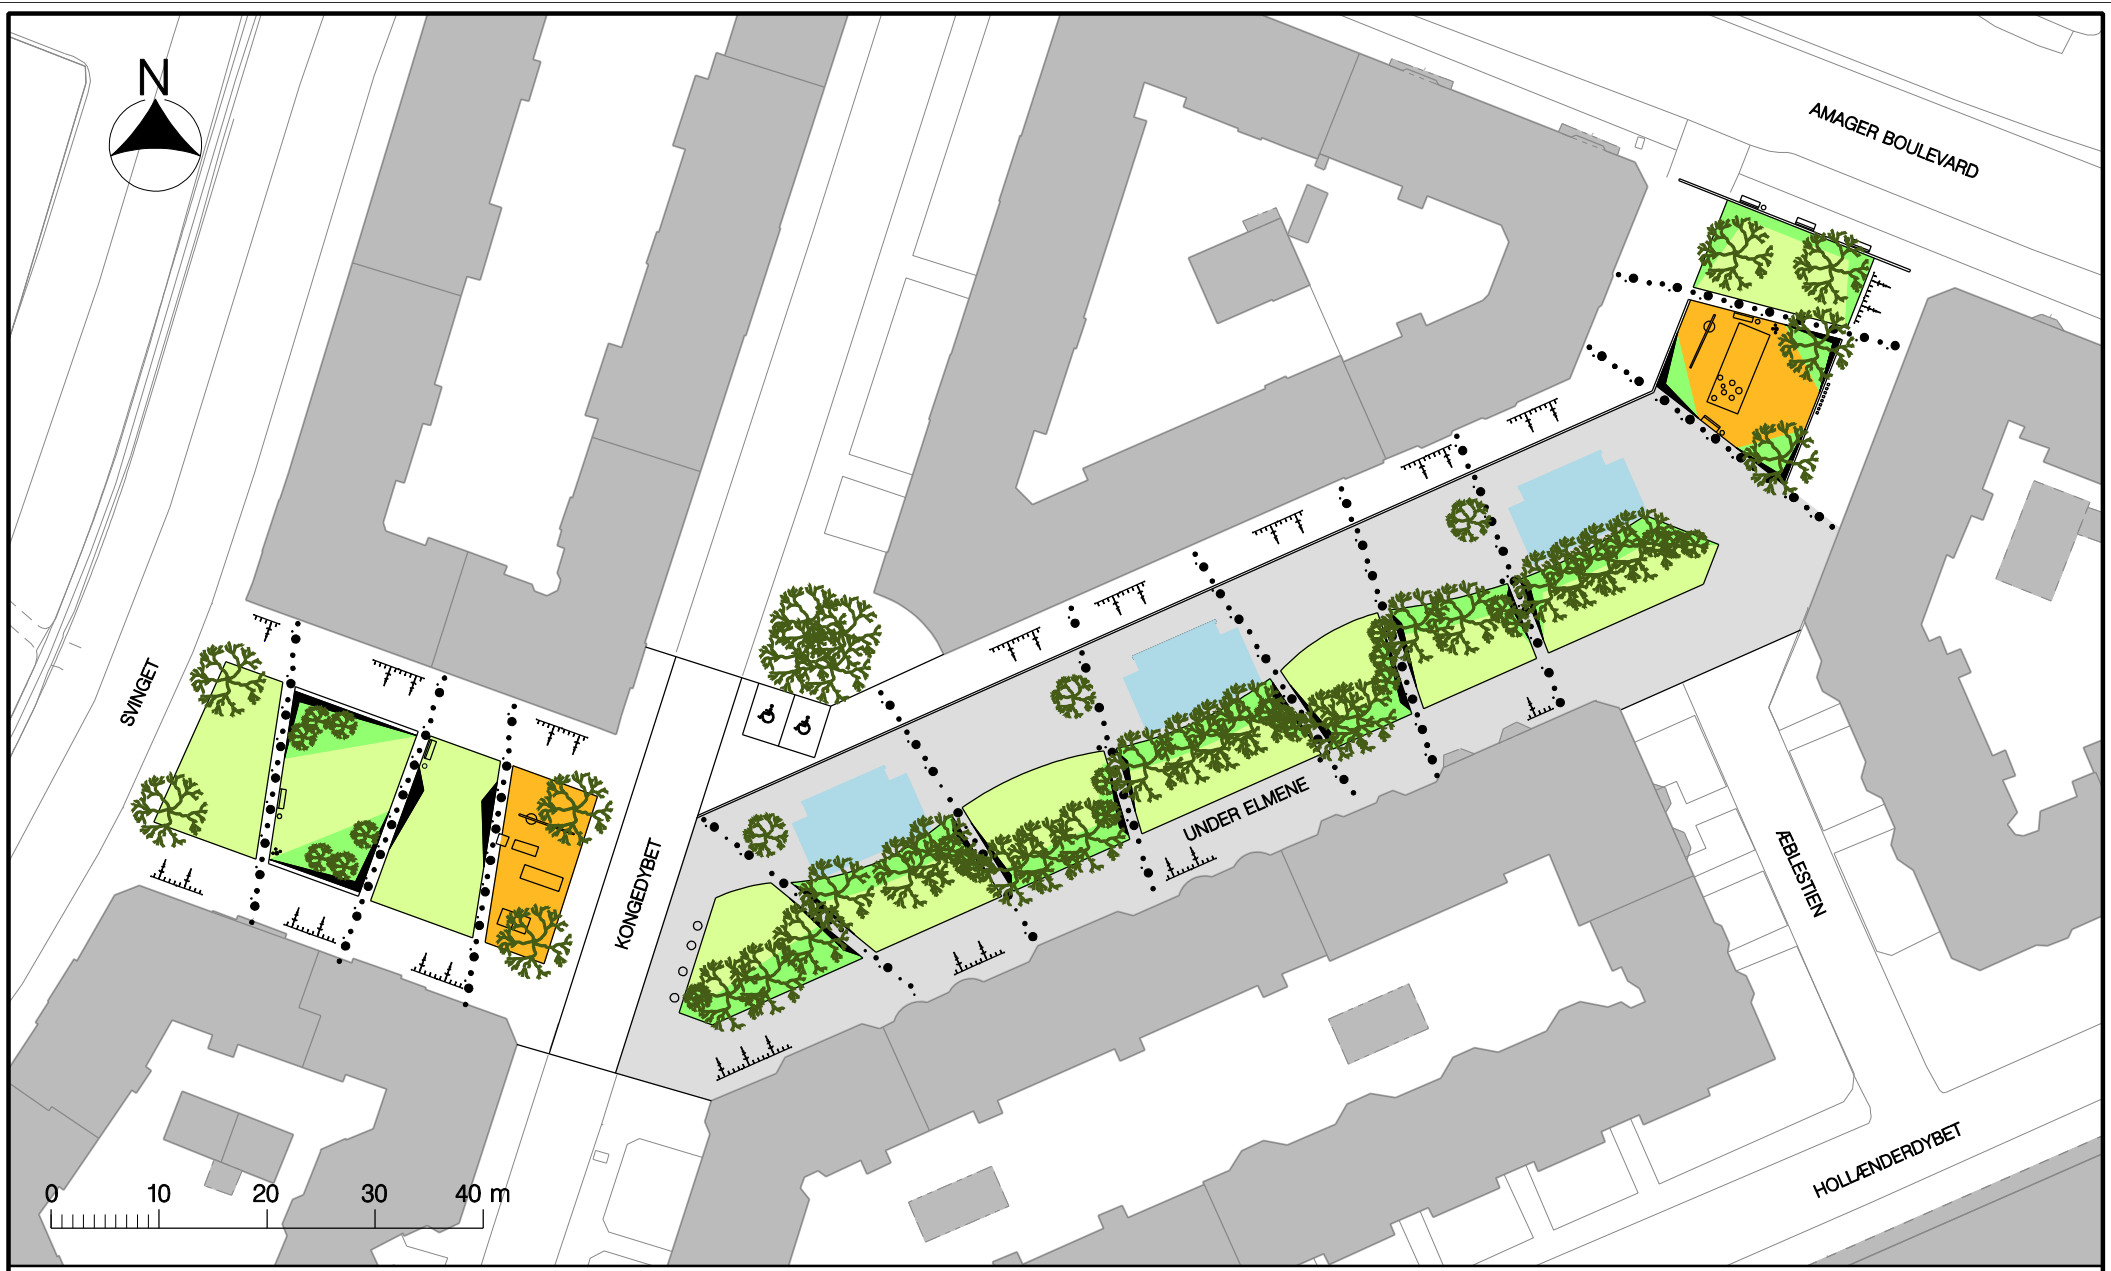 N
AMAGER BOULEVARD
SVINGET
KONGEDYBET
UNDER ELMENE
ÆBLESTIEN
HOLLÆNDERDYBET
0 10 20 30 40 m